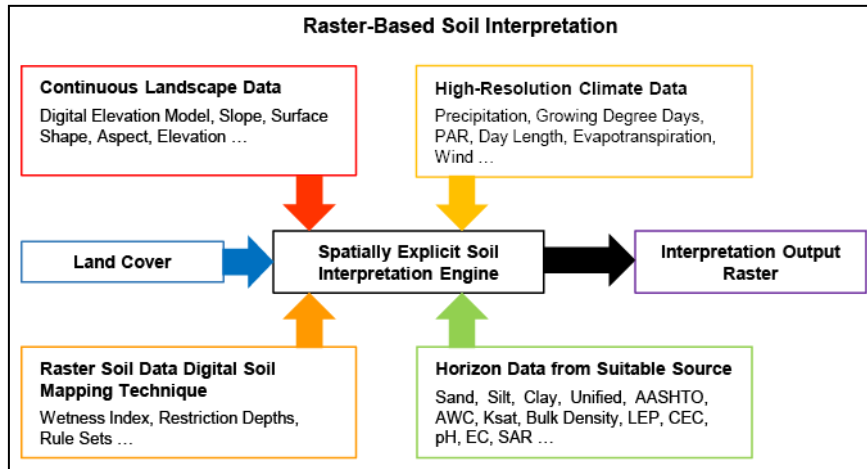 Raster-Based Soil Interpretation
Continuous Landscape Data
Digital Elevation Model, Slope, Surface
Shape, Aspect, Elevation …
High-Resolution Climate Data
Precipitation, Growing Degree Days,
PAR, Day Length, Evapotranspiration,
Wind …
Land Cover
Spatially Explicit Soil
Interpretation Engine
Interpretation Output
Raster
Raster Soil Data Digital Soil
Mapping Technique
Wetness Index, Restriction Depths,
Rule Sets …
Horizon Data from Suitable Source
Sand, Silt, Clay, Unified, AASHTO,
AWC, Ksat, Bulk Density, LEP, CEC,
pH, EC, SAR …